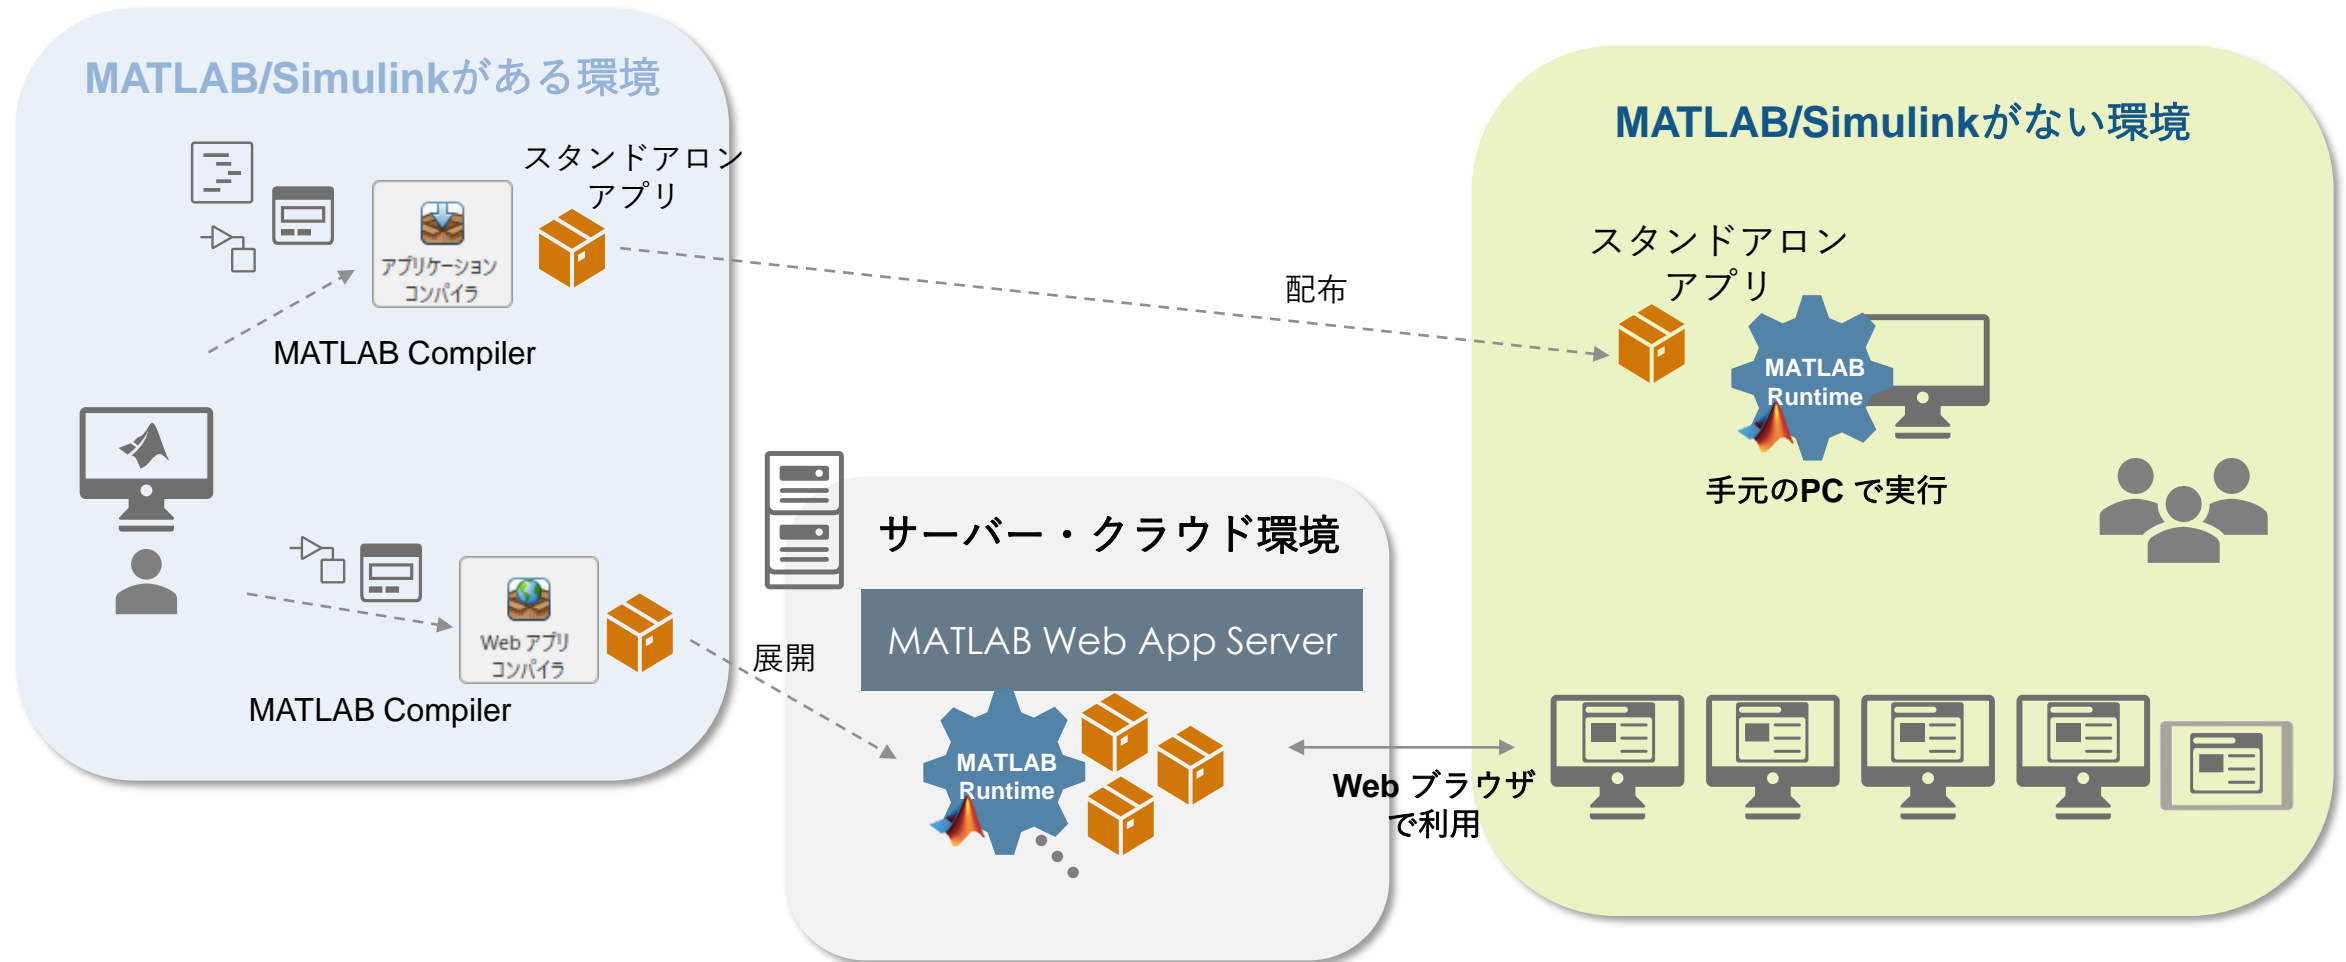 MATLAB/Simulinkがある環境
スタンドアロン
アプリ
アプリケーション
コンパイラ
MATLAB Compiler
Web アプリ
コンパイラ
MATLAB Compiler
配布
展開
サーバー・クラウド環境
MATLAB Web App Server
MATLAB
Runtime
Web ブラウザ
で利用
MATLAB/Simulinkがない環境
スタンドアロン
アプリ
MATLAB
Runtime
手元のPC で実行